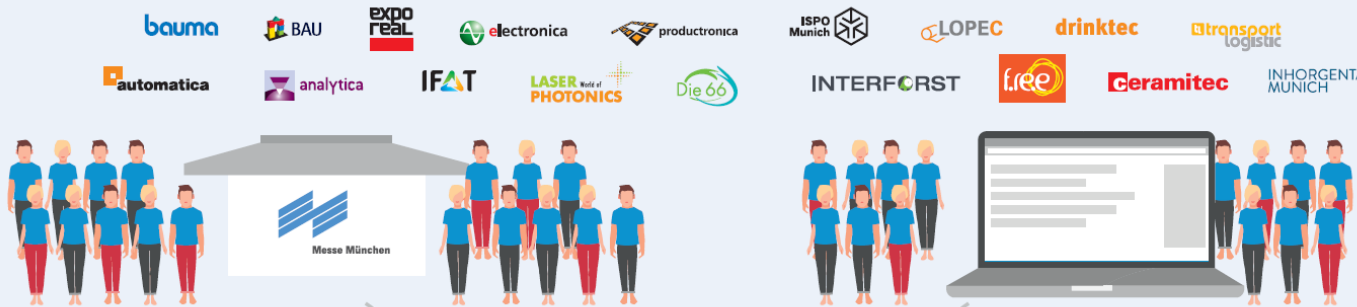 bauma
BAU
EXPO
REAL
electronica
productronica
ISPO
Munich
LOPEC
drinktec
transport
logistic
automatica
analytica
IFAT
LASER World of
PHOTONICS
Die 66
INTERFORST
f.ree
ceramitec
INHORGENTA
MUNICH
Messe München